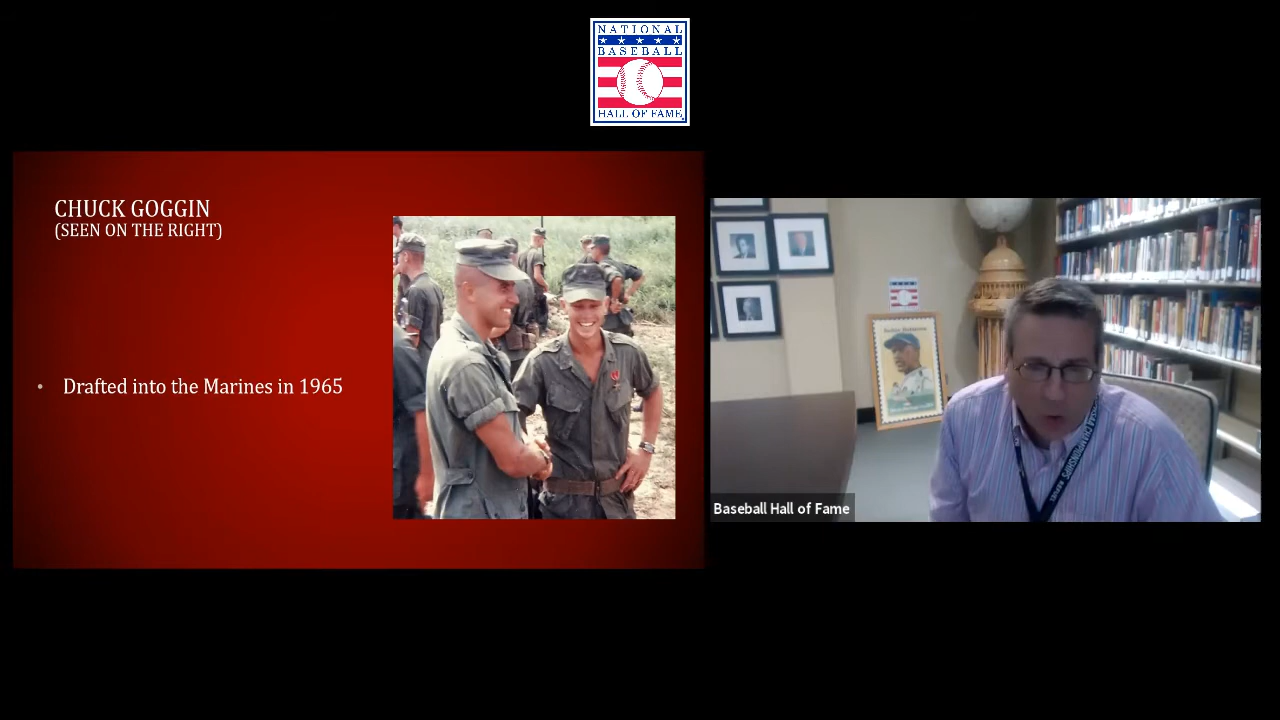 NATIONAL
BASEBALL
HALL OF FAME
CHUCK GOGGIN
(SEEN ON THE RIGHT)
• Drafted into the Marines in 1965
Baseball Hall of Fame